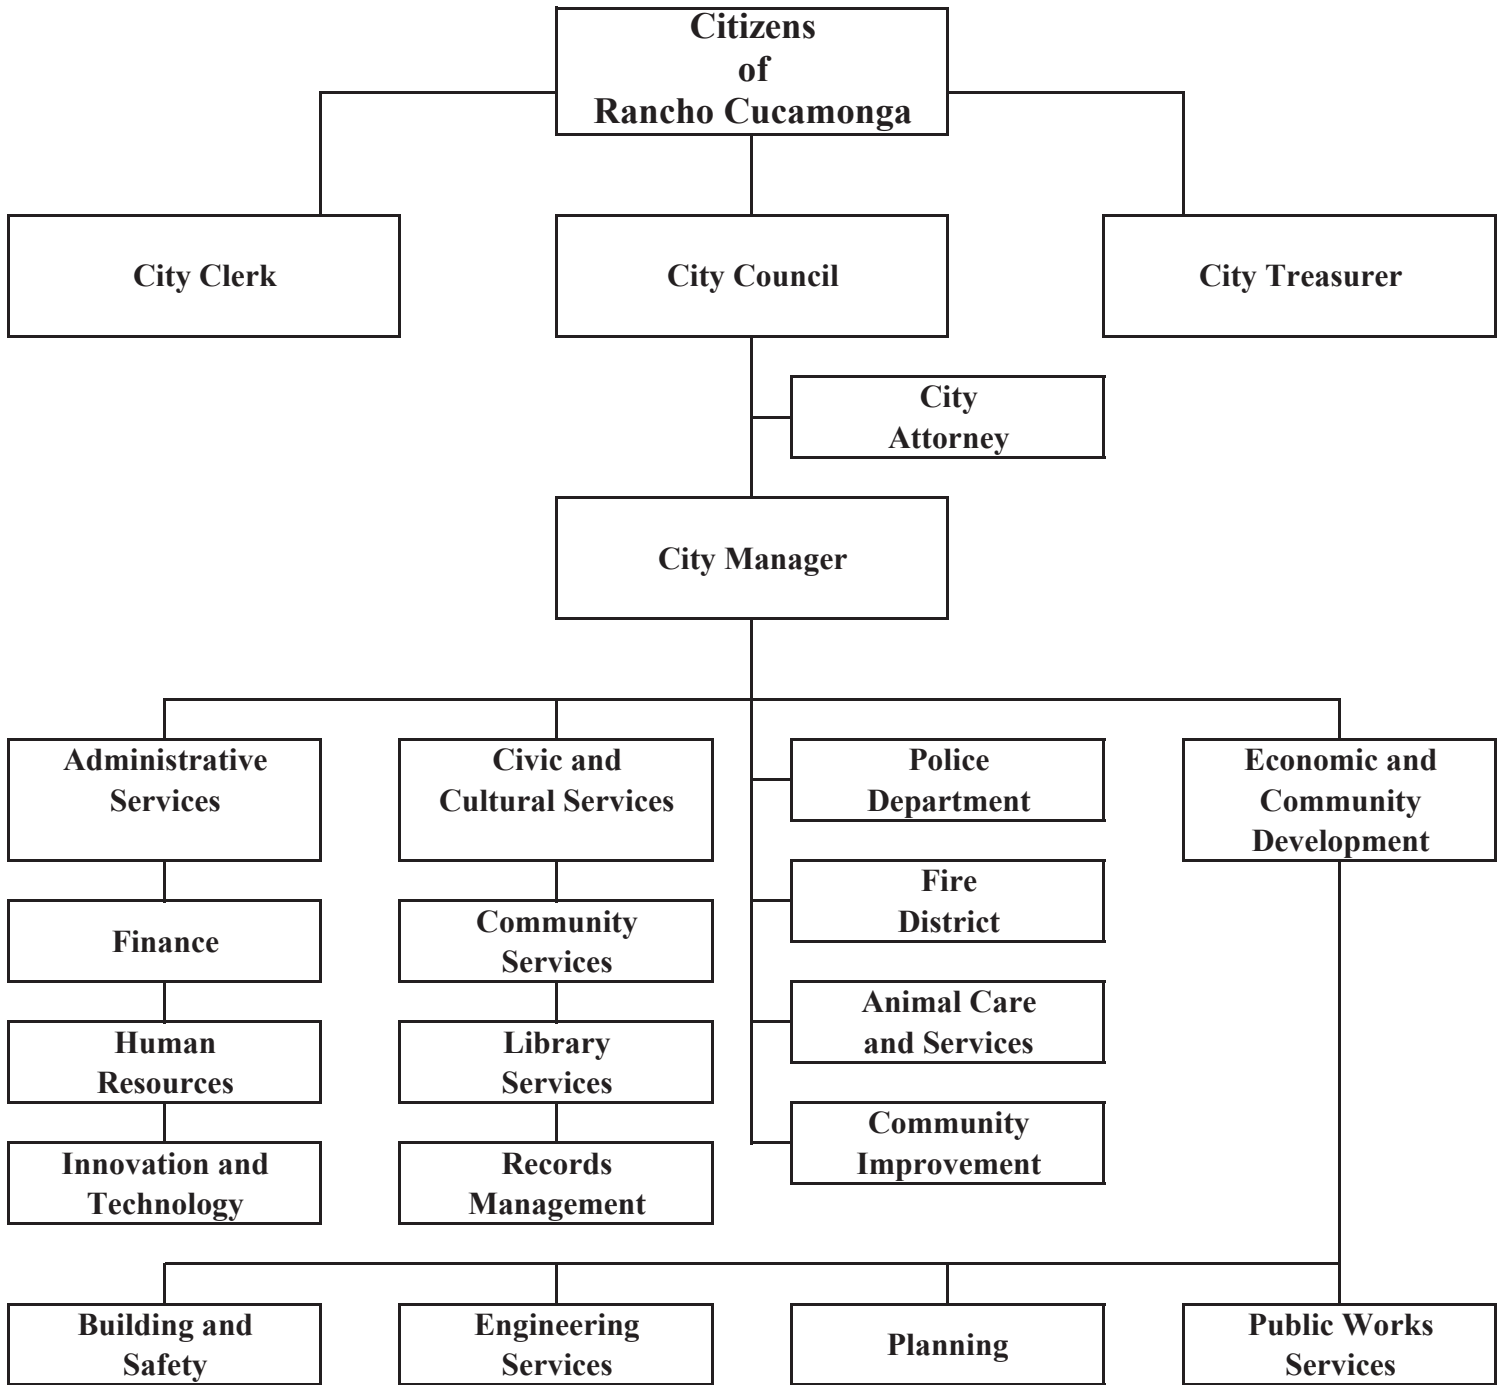 Citizens
of
Rancho Cucamonga
City Clerk
City Council
City Treasurer
City
Attorney
City Manager
Administrative
Services
Civic and
Cultural Services
Police
Department
Economic and
Community
Development
Finance
Community
Services
Fire
District
Human
Resources
Library
Services
Animal Care
and Services
Innovation and
Technology
Records
Management
Community
Improvement
Building and
Safety
Engineering
Services
Planning
Public Works
Services